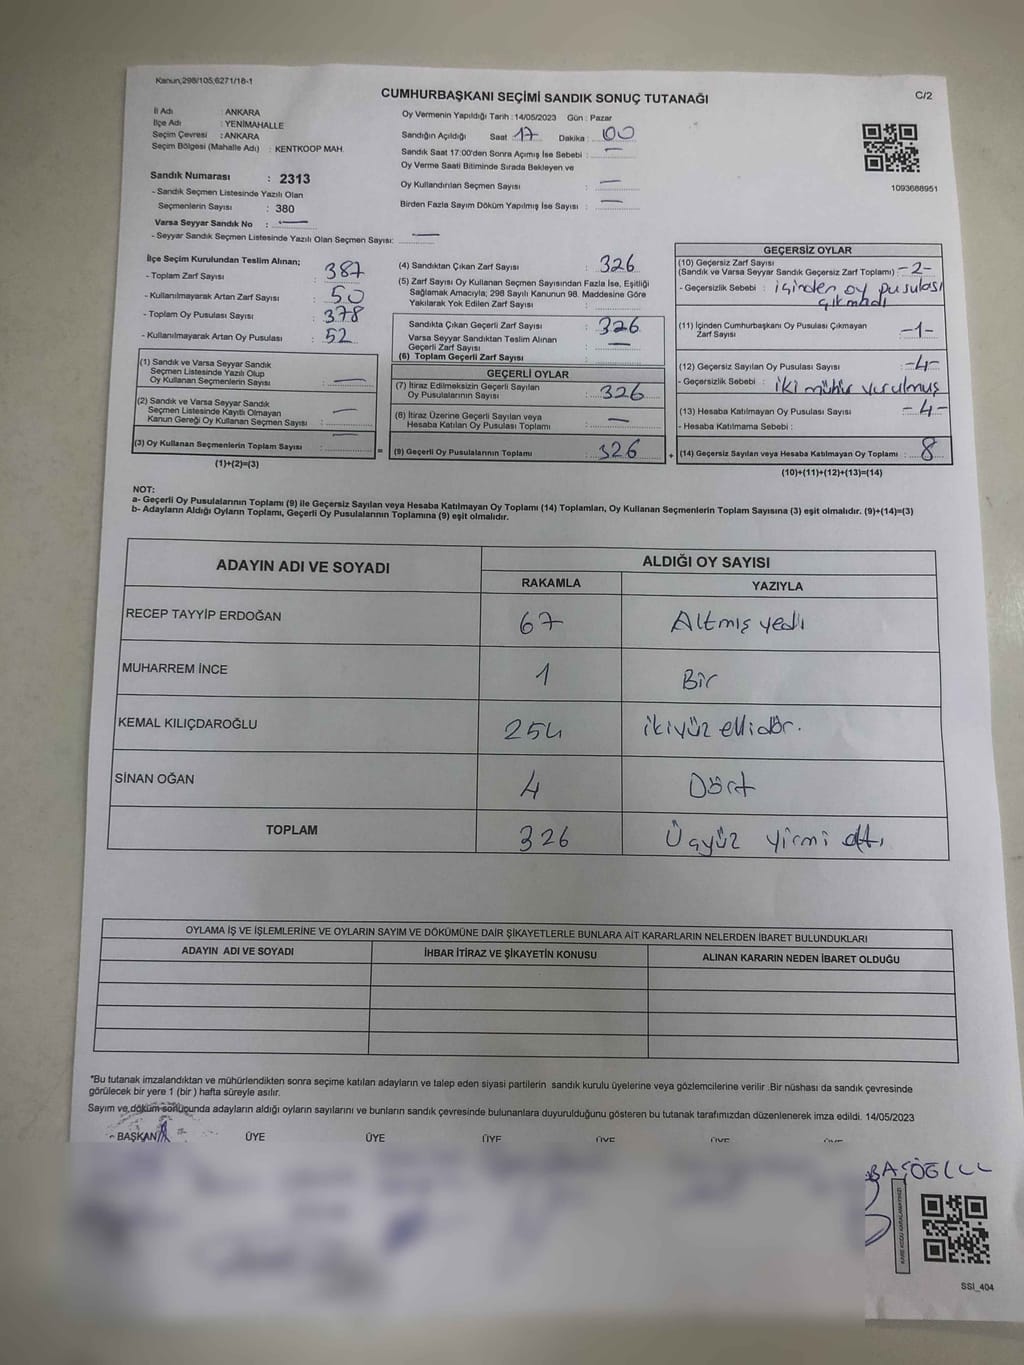 Kanun;298/105,6271/18-1
CUMHURBAŞKANI SEÇİMİ SANDIK SONUÇ TUTANAĞI
C/2
İl Adı : ANKARA
İlçe Adı : YENİMAHALLE
Seçim Çevresi : ANKARA
Seçim Bölgesi (Mahalle Adı) : KENTKOOP MAH.
Oy Vermenin Yapıldığı Tarih : 14/05/2023 Gün : Pazar
Sandığın Açıldığı Saat 17 Dakika : 00
Sandık Saat 17:00'den Sonra Açımış İse Sebebi : —
Oy Verme Saati Bitiminde Sırada Bekleyen ve
Oy Kullandırılan Seçmen Sayısı : —
Birden Fazla Sayım Döküm Yapılmış İse Sayısı : —
1093688951
Sandık Numarası : 2313
- Sandık Seçmen Listesinde Yazılı Olan
Seçmenlerin Sayısı : 380
Varsa Seyyar Sandık No : —
- Seyyar Sandık Seçmen Listesinde Yazılı Olan Seçmen Sayısı: —
İlçe Seçim Kurulundan Teslim Alınan;
- Toplam Zarf Sayısı : 387
- Kullanılmayarak Artan Zarf Sayısı : 50
- Toplam Oy Pusulası Sayısı : 378
- Kullanılmayarak Artan Oy Pusulası : 52
(1) Sandık ve Varsa Seyyar Sandık
Seçmen Listesinde Yazılı Olup
Oy Kullanan Seçmenlerin Sayısı : —
(2) Sandık ve Varsa Seyyar Sandık
Seçmen Listesinde Kayıtlı Olmayan
Kanun Gereği Oy Kullanan Seçmen Sayısı : —
(3) Oy Kullanan Seçmenlerin Toplam Sayısı : —
(1)+(2)=(3)
(4) Sandıktan Çıkan Zarf Sayısı : 326
(5) Zarf Sayısı Oy Kullanan Seçmen Sayısından Fazla İse, Eşitliği
Sağlamak Amacıyla; 298 Sayılı Kanunun 98. Maddesine Göre
Yakılarak Yok Edilen Zarf Sayısı :
Sandıkta Çıkan Geçerli Zarf Sayısı : 326
Varsa Seyyar Sandıktan Teslim Alınan
Geçerli Zarf Sayısı : —
(6) Toplam Geçerli Zarf Sayısı :
GEÇERLİ OYLAR
(7) İtiraz Edilmeksizin Geçerli Sayılan
Oy Pusulalarının Sayısı : 326
(8) İtiraz Üzerine Geçerli Sayılan veya
Hesaba Katılan Oy Pusulası Toplamı : —
= (9) Geçerli Oy Pusulalarının Toplamı : 326 +
GEÇERSİZ OYLAR
(10) Geçersiz Zarf Sayısı
(Sandık ve Varsa Seyyar Sandık Geçersiz Zarf Toplamı) : -2-
- Geçersizlik Sebebi : içinden oy pusulası
çıkmadı
(11) İçinden Cumhurbaşkanı Oy Pusulası Çıkmayan
Zarf Sayısı : -1-
(12) Geçersiz Sayılan Oy Pusulası Sayısı : -4-
- Geçersizlik Sebebi : iki mühür vurulmuş
(13) Hesaba Katılmayan Oy Pusulası Sayısı : -4-
- Hesaba Katılmama Sebebi :
(14) Geçersiz Sayılan veya Hesaba Katılmayan Oy Toplamı : 8
(10)+(11)+(12)+(13)=(14)
NOT:
a- Geçerli Oy Pusulalarının Toplamı (9) ile Geçersiz Sayılan veya Hesaba Katılmayan Oy Toplamı (14) Toplamları, Oy Kullanan Seçmenlerin Toplam Sayısına (3) eşit olmalıdır. (9)+(14)=(3)
b- Adayların Aldığı Oyların Toplamı, Geçerli Oy Pusulalarının Toplamına (9) eşit olmalıdır.
ADAYIN ADI VE SOYADI ALDIĞI OY SAYISI
RAKAMLA YAZIYLA
RECEP TAYYİP ERDOĞAN 67 Altmış yedi
MUHARREM İNCE 1 Bir
KEMAL KILIÇDAROĞLU 254 ikiyüz ellidör.
SİNAN OĞAN 4 Dört
TOPLAM 326 Üçyüz yirmi altı
OYLAMA İŞ VE İŞLEMLERİNE VE OYLARIN SAYIM VE DÖKÜMÜNE DAİR ŞİKAYETLERLE BUNLARA AİT KARARLARIN NELERDEN İBARET BULUNDUKLARI
ADAYIN ADI VE SOYADI İHBAR İTİRAZ VE ŞİKAYETİN KONUSU ALINAN KARARIN NEDEN İBARET OLDUĞU
*Bu tutanak imzalandıktan ve mühürlendikten sonra seçime katılan adayların ve talep eden siyasi partilerin sandık kurulu üyelerine veya gözlemcilerine verilir .Bir nüshası da sandık çevresinde
görülecek bir yere 1 (bir ) hafta süreyle asılır.
Sayım ve döküm sonucunda adayların aldığı oyların sayılarını ve bunların sandık çevresinde bulunanlara duyurulduğunu gösteren bu tutanak tarafımızdan düzenlenerek imza edildi. 14/05/2023
BAŞKAN ÜYE ÜYE ÜYE ÜYE ÜYE ÜYE
KARE KODU KARALAMAYINIZ!
SSİ_404